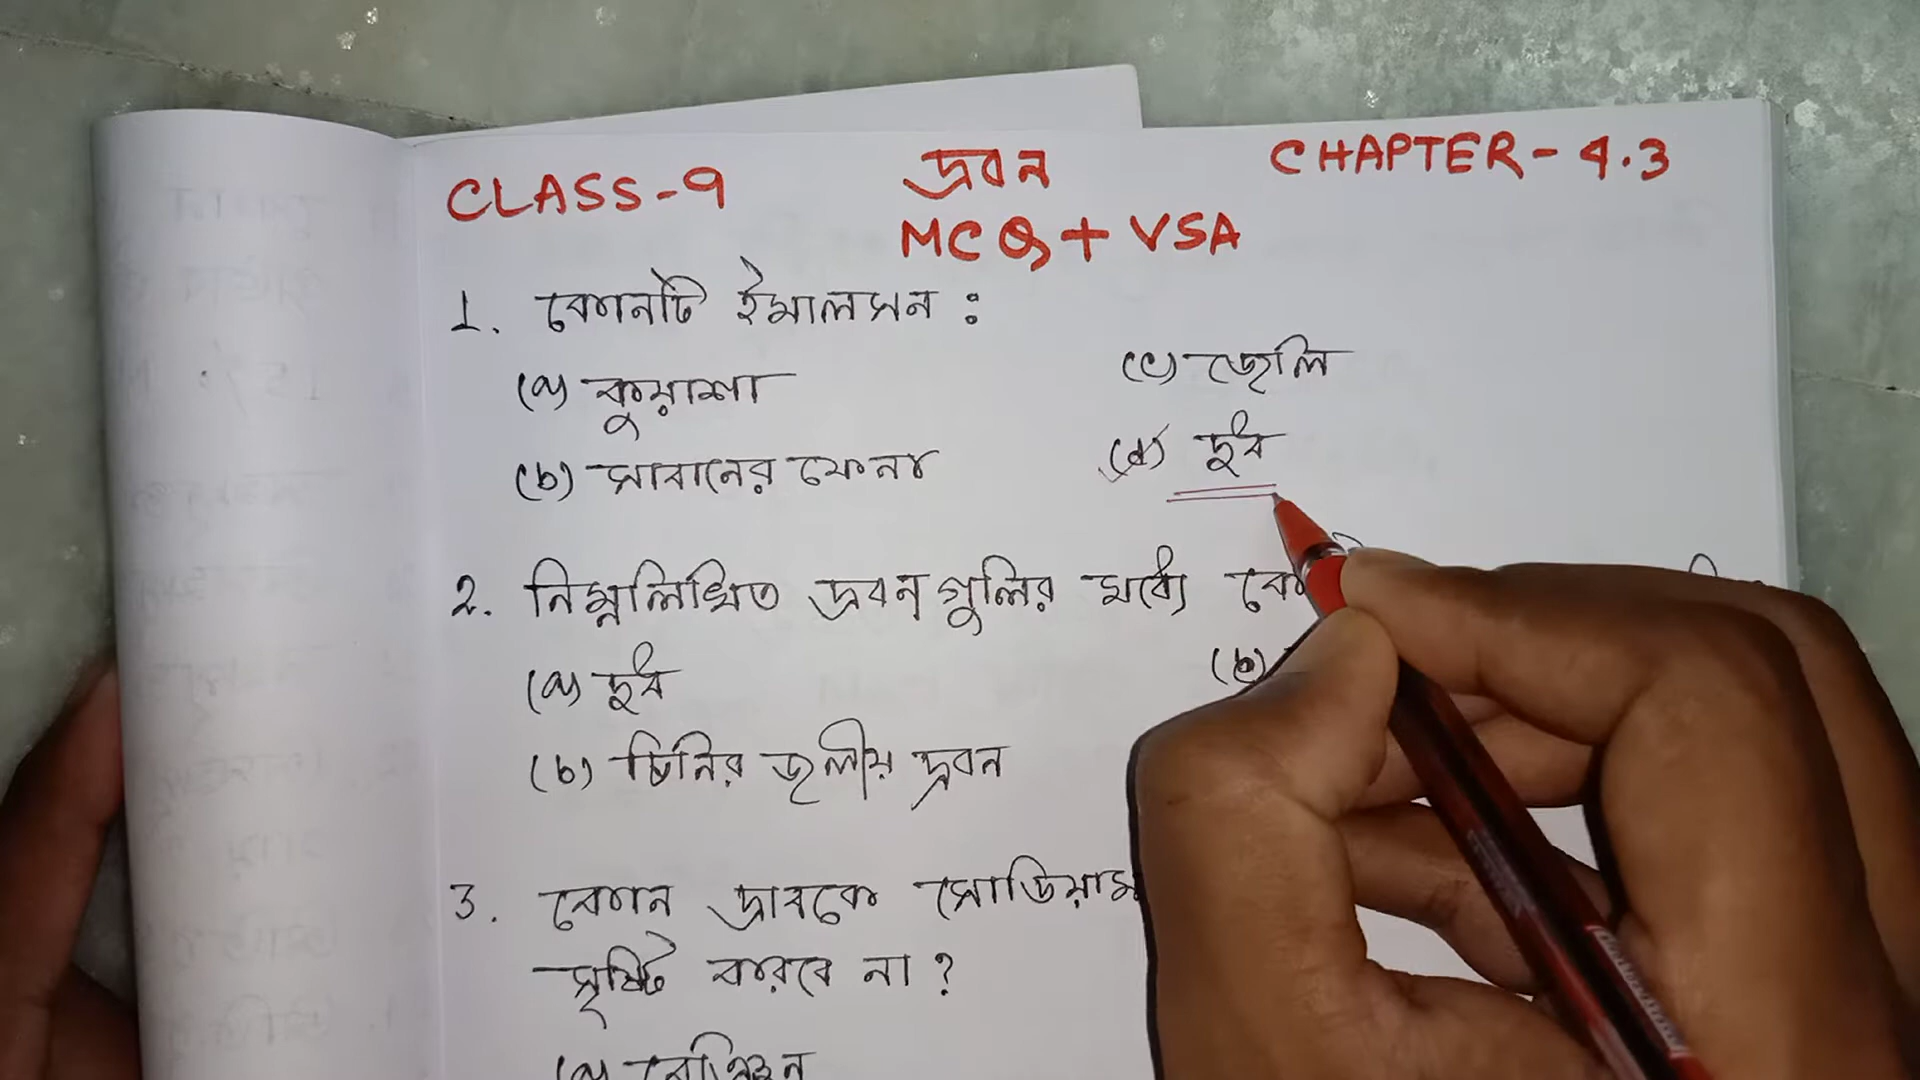 CLASS-9 দ্রবন CHAPTER-4.3
MCQ+VSA
1. কোনটি ইমালসন :
(a) কুয়াশা (c) জেলি
(b) সাবানের ফেনা (d) দুধ
2. নিম্নলিখিত দ্রবনগুলির মধ্যে
(a) দুধ (c)
(b) চিনির জলীয় দ্রবন
3. কোন দ্রাবকে সোডিয়াম
সৃষ্টি করবে না ?
(a) বেঞ্জিন